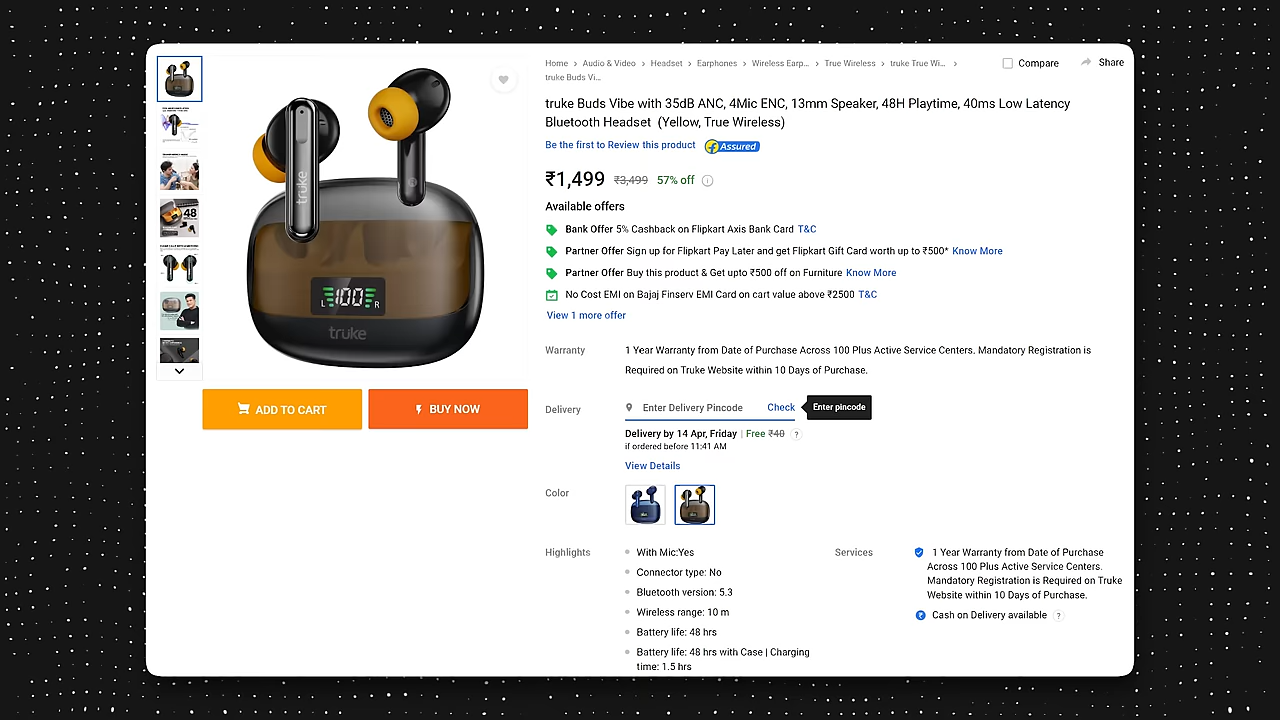 Home > Audio & Video > Headset > Earphones > Wireless Earp... > True Wireless > truke True Wi... >
truke Buds Vi...
Compare
Share
truke Buds Vibe with 35dB ANC, 4Mic ENC, 13mm Speaker, 48H Playtime, 40ms Low Latency
Bluetooth Headset (Yellow, True Wireless)
Be the first to Review this product
Assured
₹1,499 ₹3,499 57% off
Available offers
Bank Offer 5% Cashback on Flipkart Axis Bank Card T&C
Partner Offer Sign up for Flipkart Pay Later and get Flipkart Gift Card worth up to ₹500* Know More
Partner Offer Buy this product & Get upto ₹500 off on Furniture Know More
No Cost EMI on Bajaj Finserv EMI Card on cart value above ₹2500 T&C
View 1 more offer
truke
L 100 R
truke
48
ADD TO CART
BUY NOW
Warranty
1 Year Warranty from Date of Purchase Across 100 Plus Active Service Centers. Mandatory Registration is
Required on Truke Website within 10 Days of Purchase.
Delivery
Enter Delivery Pincode
Check
Enter pincode
Delivery by 14 Apr, Friday | Free ₹40 ?
if ordered before 11:41 AM
View Details
Color
Highlights
With Mic:Yes
Connector type: No
Bluetooth version: 5.3
Wireless range: 10 m
Battery life: 48 hrs
Battery life: 48 hrs with Case | Charging
time: 1.5 hrs
Services
1 Year Warranty from Date of Purchase
Across 100 Plus Active Service Centers.
Mandatory Registration is Required on Truke
Website within 10 Days of Purchase.
Cash on Delivery available ?